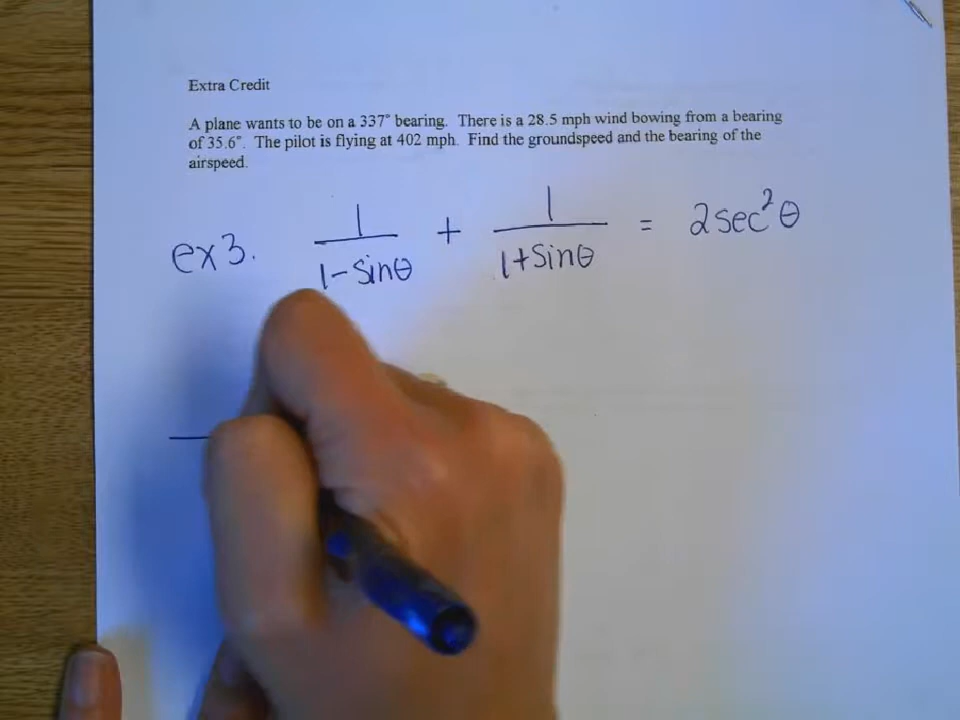 Extra Credit
A plane wants to be on a 337° bearing. There is a 28.5 mph wind bowing from a bearing
of 35.6°. The pilot is flying at 402 mph. Find the groundspeed and the bearing of the
airspeed.
ex3. 1/(1-sinθ) + 1/(1+sinθ) = 2sec²θ